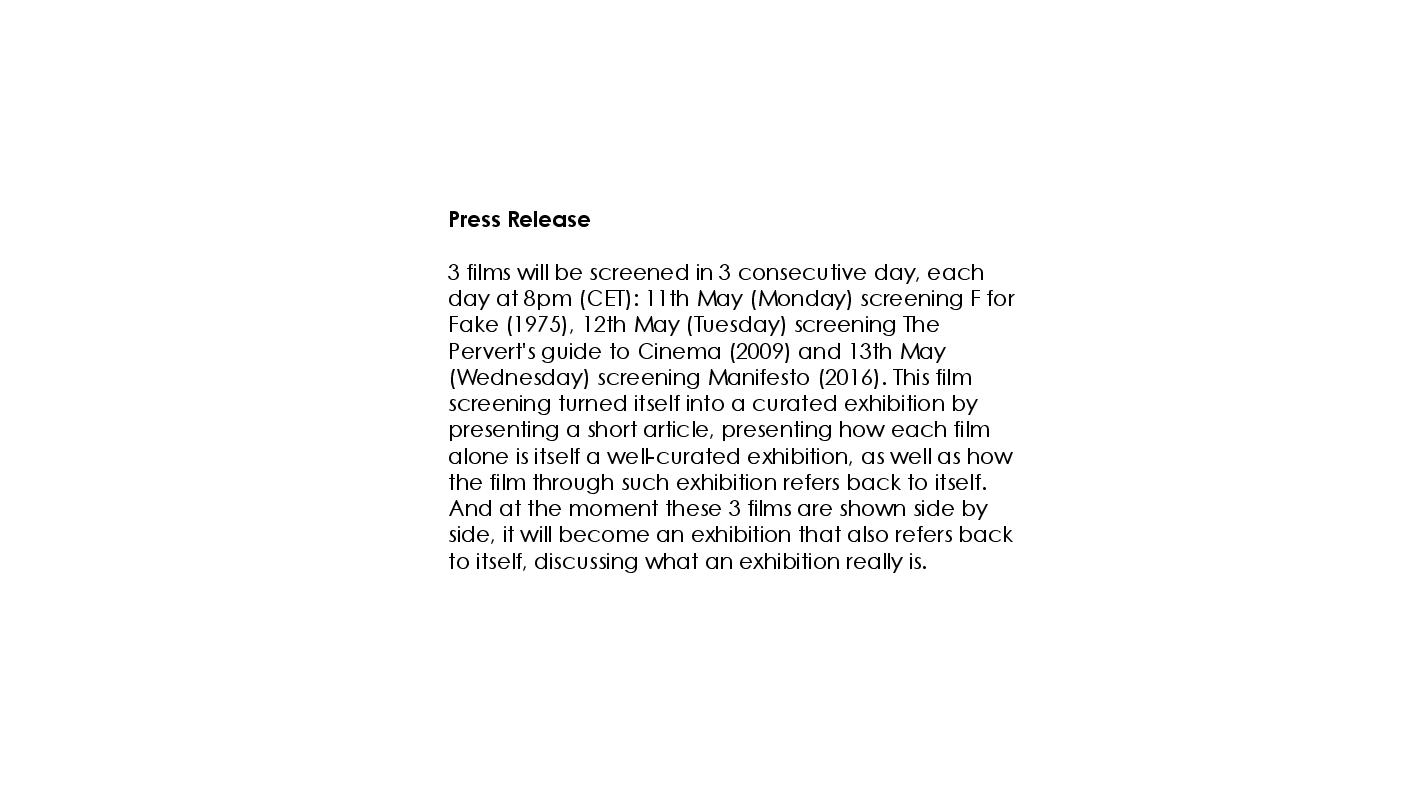 Press Release
3 films will be screened in 3 consecutive day, each
day at 8pm (CET): 11th May (Monday) screening F for
Fake (1975), 12th May (Tuesday) screening The
Pervert's guide to Cinema (2009) and 13th May
(Wednesday) screening Manifesto (2016). This film
screening turned itself into a curated exhibition by
presenting a short article, presenting how each film
alone is itself a well-curated exhibition, as well as how
the film through such exhibition refers back to itself.
And at the moment these 3 films are shown side by
side, it will become an exhibition that also refers back
to itself, discussing what an exhibition really is.